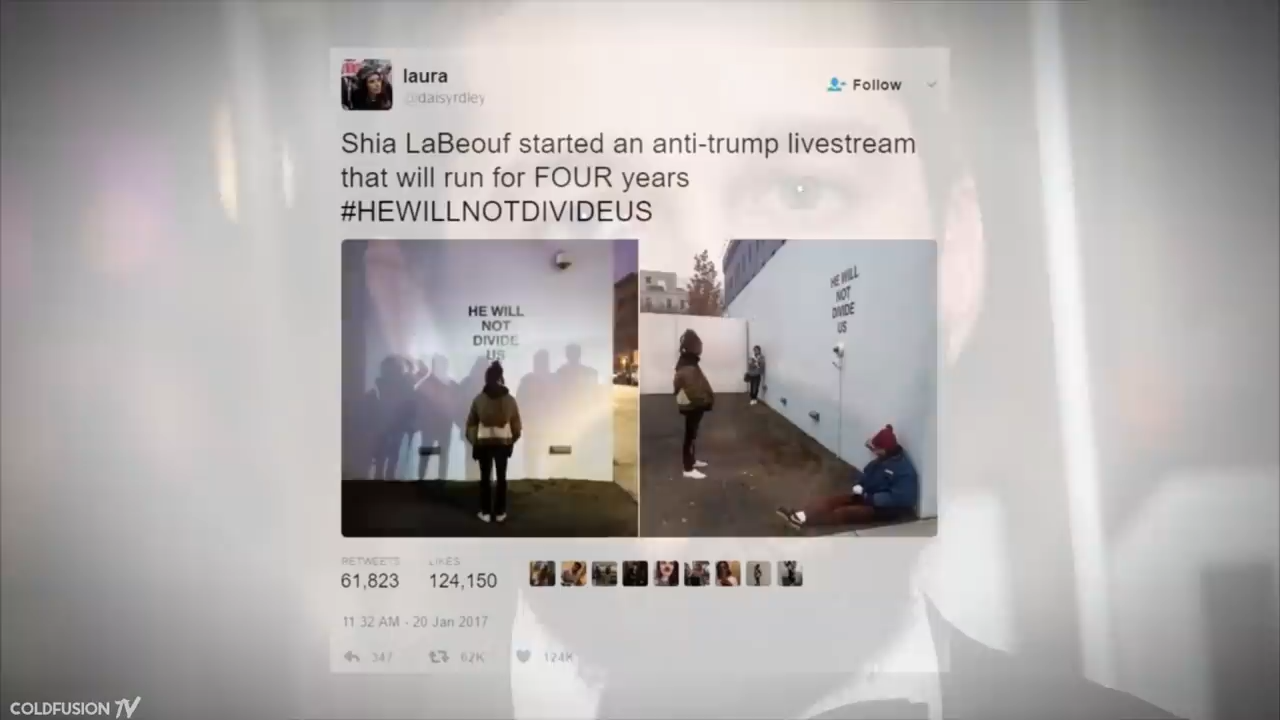 laura
@daisyrdley
Follow
Shia LaBeouf started an anti-trump livestream
that will run for FOUR years
#HEWILLNOTDIVIDEUS
HE WILL
NOT
DIVIDE
US
HE WILL
NOT
DIVIDE
US
RETWEETS LIKES
61,823 124,150
11:32 AM - 20 Jan 2017
347 62K 124K
COLDFUSION TV